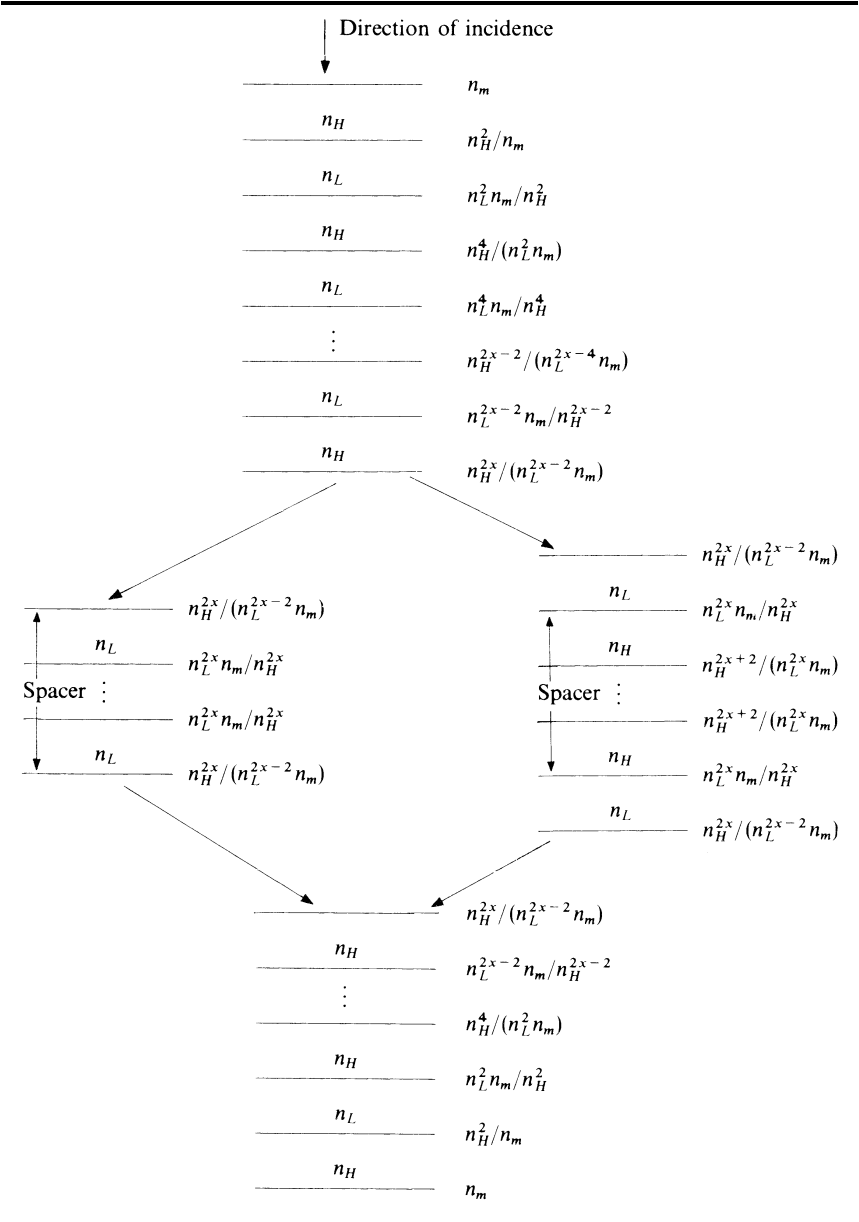 Direction of incidence
n_m
n_H
n_H^2/n_m
n_L
n_L^2 n_m/n_H^2
n_H
n_H^4/(n_L^2 n_m)
n_L
n_L^4 n_m/n_H^4
⋮
n_H^{2x-2}/(n_L^{2x-4} n_m)
n_L
n_L^{2x-2} n_m/n_H^{2x-2}
n_H
n_H^{2x}/(n_L^{2x-2} n_m)
n_H^{2x}/(n_L^{2x-2} n_m)
n_L
n_L^{2x} n_m/n_H^{2x}
Spacer ⋮
n_L^{2x} n_m/n_H^{2x}
n_L
n_H^{2x}/(n_L^{2x-2} n_m)
n_H^{2x}/(n_L^{2x-2} n_m)
n_L
n_L^{2x} n_m/n_H^{2x}
n_H
n_H^{2x+2}/(n_L^{2x} n_m)
Spacer ⋮
n_H^{2x+2}/(n_L^{2x} n_m)
n_H
n_L^{2x} n_m/n_H^{2x}
n_L
n_H^{2x}/(n_L^{2x-2} n_m)
n_H^{2x}/(n_L^{2x-2} n_m)
n_H
n_L^{2x-2} n_m/n_H^{2x-2}
⋮
n_H^4/(n_L^2 n_m)
n_H
n_L^2 n_m/n_H^2
n_L
n_H^2/n_m
n_H
n_m